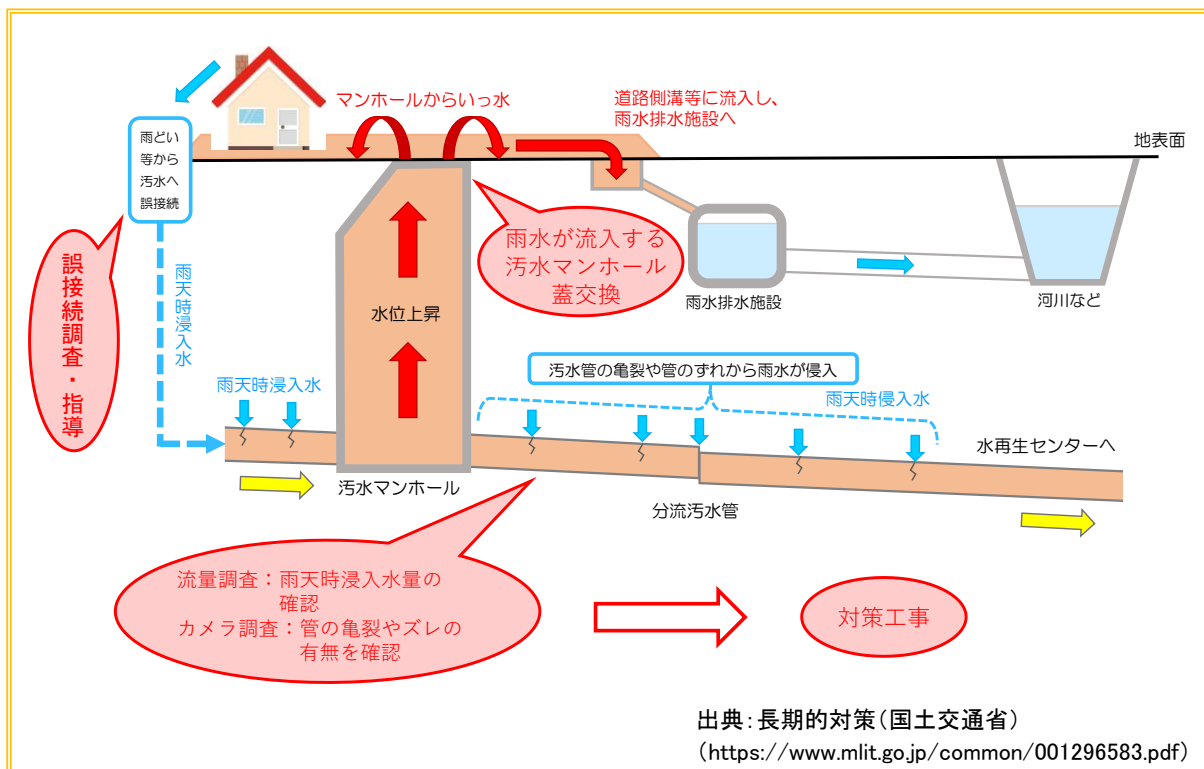 マンホールからいっ水
道路側溝等に流入し、
雨水排水施設へ
地表面
雨どい
等から
汚水へ
誤接続
誤接続調査・指導
雨天時浸入水
雨水が流入する
汚水マンホール
蓋交換
水位上昇
雨水排水施設
河川など
汚水管の亀裂や管のずれから雨水が侵入
雨天時浸入水
雨天時侵入水
水再生センターへ
汚水マンホール
分流汚水管
流量調査：雨天時浸入水量の
確認
カメラ調査：管の亀裂やズレの
有無を確認
対策工事
出典：長期的対策（国土交通省）
（https://www.mlit.go.jp/common/001296583.pdf）